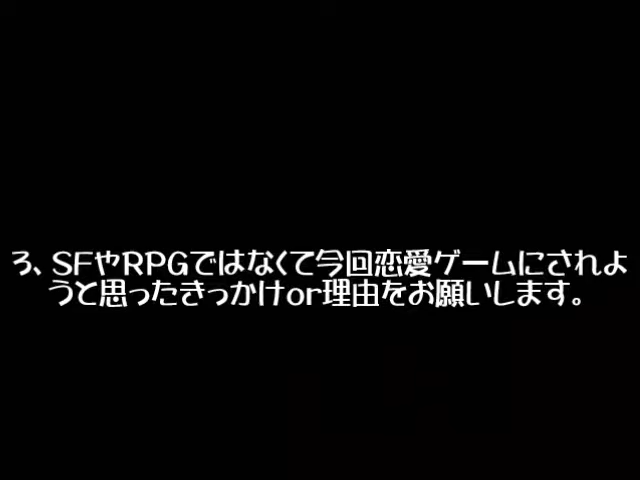 3、SFやRPGではなくて今回恋愛ゲームにされよ
うと思ったきっかけor理由をお願いします。